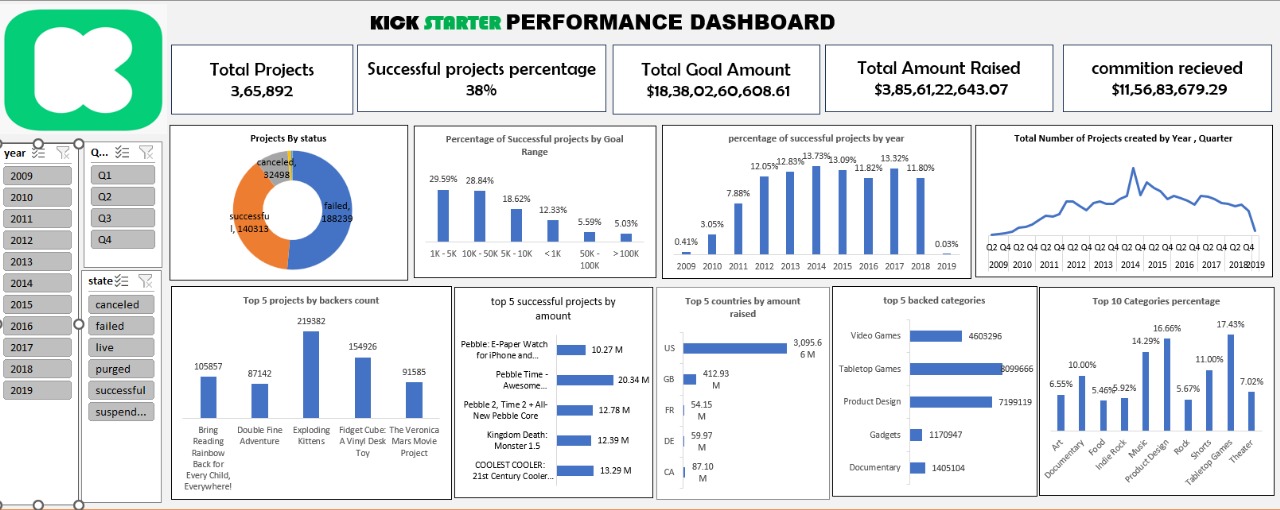 KICK STARTER PERFORMANCE DASHBOARD
Total Projects
3,65,892
Successful projects percentage
38%
Total Goal Amount
$18,38,02,60,608.61
Total Amount Raised
$3,85,61,22,643.07
commition recieved
$11,56,83,679.29
year
2009
2010
2011
2012
2013
2014
2015
2016
2017
2018
2019
Q...
Q1
Q2
Q3
Q4
state
canceled
failed
live
purged
successful
suspend...
Projects By status
canceled,
32498
successfu
l, 140313
failed,
188239
Percentage of Successful projects by Goal
Range
29.59%
28.84%
18.62%
12.33%
5.59%
5.03%
1K - 5K
10K - 50K
5K - 10K
< 1K
50K -
100K
> 100K
percentage of successful projects by year
0.41%
3.05%
7.88%
12.05%
12.83%
13.73%
13.09%
11.82%
13.32%
11.80%
0.03%
2009
2010
2011
2012
2013
2014
2015
2016
2017
2018
2019
Total Number of Projects created by Year , Quarter
Q2 Q4 Q2 Q4 Q2 Q4 Q2 Q4 Q2 Q4 Q2 Q4 Q2 Q4 Q2 Q4 Q2 Q4 Q2 Q4
2009 2010 2011 2012 2013 2014 2015 2016 2017 2018 2019
Top 5 projects by backers count
105857
87142
219382
154926
91585
Bring
Reading
Rainbow
Back for
Every Child,
Everywhere!
Double Fine
Adventure
Exploding
Kittens
Fidget Cube:
A Vinyl Desk
Toy
The Veronica
Mars Movie
Project
top 5 successful projects by
amount
Pebble: E-Paper Watch
for iPhone and...
10.27 M
Pebble Time -
Awesome...
20.34 M
Pebble 2, Time 2 + All-
New Pebble Core
12.78 M
Kingdom Death:
Monster 1.5
12.39 M
COOLEST COOLER:
21st Century Cooler...
13.29 M
Top 5 countries by amount
raised
US
3,095.6
6 M
GB
412.93
M
FR
54.15
M
DE
59.97
M
CA
87.10
M
top 5 backed categories
Video Games
4603296
Tabletop Games
8099666
Product Design
7199119
Gadgets
1170947
Documentary
1405104
Top 10 Categories percentage
6.55%
10.00%
5.46%
5.92%
14.29%
16.66%
5.67%
11.00%
17.43%
7.02%
Art
Documentary
Food
Indie Rock
Music
Product Design
Rock
Shorts
Tabletop Games
Theater